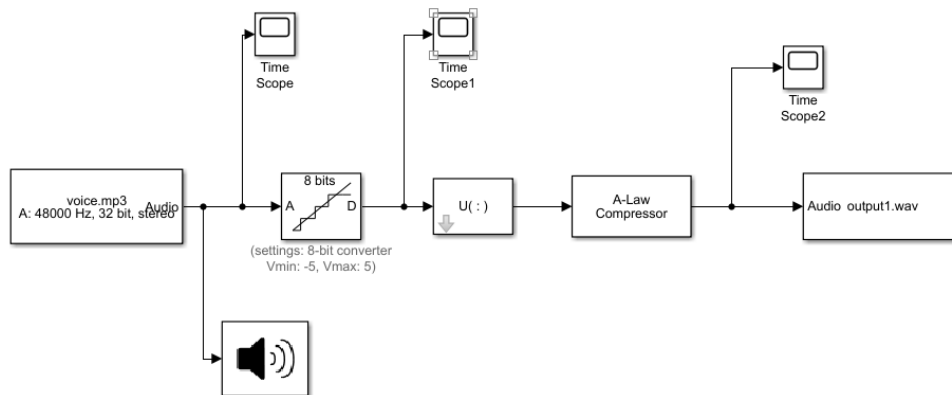 Time
Scope
Time
Scope1
Time
Scope2
voice.mp3
A: 48000 Hz, 32 bit, stereo
Audio
8 bits
A
D
(settings: 8-bit converter
Vmin: -5, Vmax: 5)
U( : )
A-Law
Compressor
Audio output1.wav